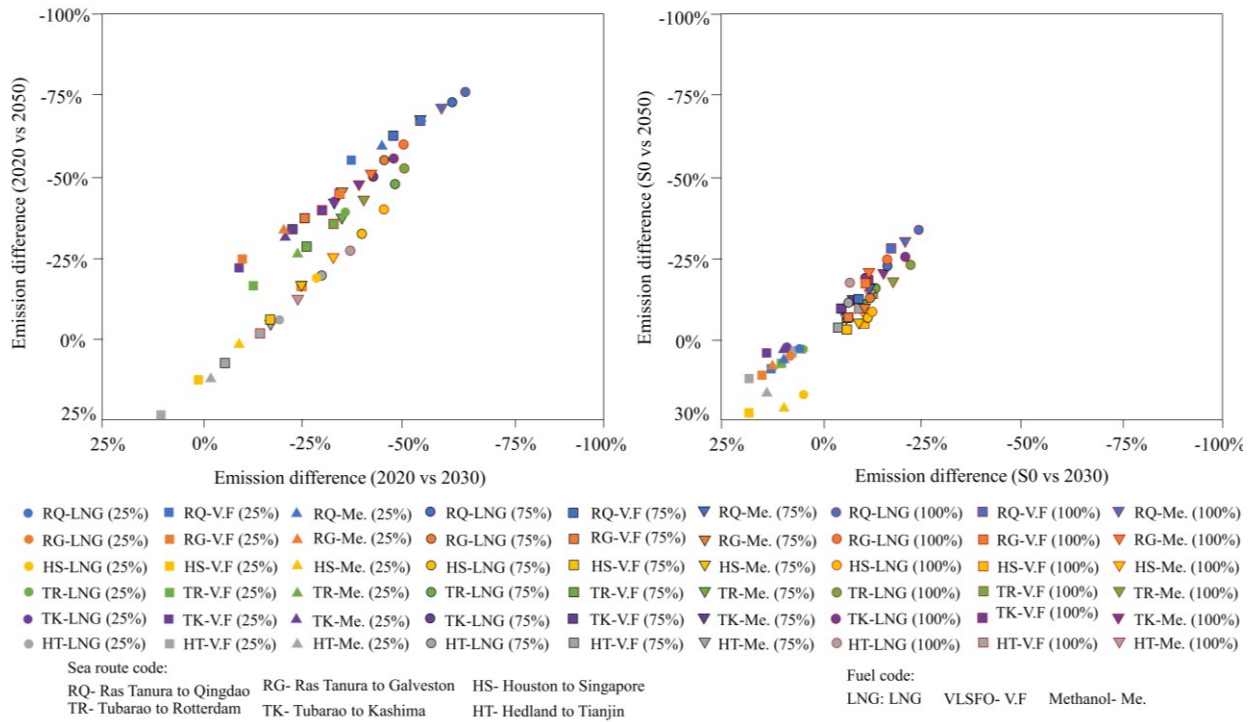 -100%
-75%
-50%
-25%
0%
25%
Emission difference (2020 vs 2050)
25% 0% -25% -50% -75% -100%
Emission difference (2020 vs 2030)
-100%
-75%
-50%
-25%
0%
30%
Emission difference (S0 vs 2050)
25% 0% -25% -50% -75% -100%
Emission difference (S0 vs 2030)
RQ-LNG (25%) RQ-V.F (25%) RQ-Me. (25%) RQ-LNG (75%) RQ-V.F (75%) RQ-Me. (75%) RQ-LNG (100%) RQ-V.F (100%) RQ-Me. (100%)
RG-LNG (25%) RG-V.F (25%) RG-Me. (25%) RG-LNG (75%) RG-V.F (75%) RG-Me. (75%) RG-LNG (100%) RG-V.F (100%) RG-Me. (100%)
HS-LNG (25%) HS-V.F (25%) HS-Me. (25%) HS-LNG (75%) HS-V.F (75%) HS-Me. (75%) HS-LNG (100%) HS-V.F (100%) HS-Me. (100%)
TR-LNG (25%) TR-V.F (25%) TR-Me. (25%) TR-LNG (75%) TR-V.F (75%) TR-Me. (75%) TR-LNG (100%) TR-V.F (100%) TR-Me. (100%)
TK-LNG (25%) TK-V.F (25%) TK-Me. (25%) TK-LNG (75%) TK-V.F (75%) TK-Me. (75%) TK-LNG (100%) TK-V.F (100%) TK-Me. (100%)
HT-LNG (25%) HT-V.F (25%) HT-Me. (25%) HT-LNG (75%) HT-V.F (75%) HT-Me. (75%) HT-LNG (100%) HT-V.F (100%) HT-Me. (100%)
Sea route code:
RQ- Ras Tanura to Qingdao RG- Ras Tanura to Galveston HS- Houston to Singapore
TR- Tubarao to Rotterdam TK- Tubarao to Kashima HT- Hedland to Tianjin
Fuel code:
LNG: LNG VLSFO- V.F Methanol- Me.